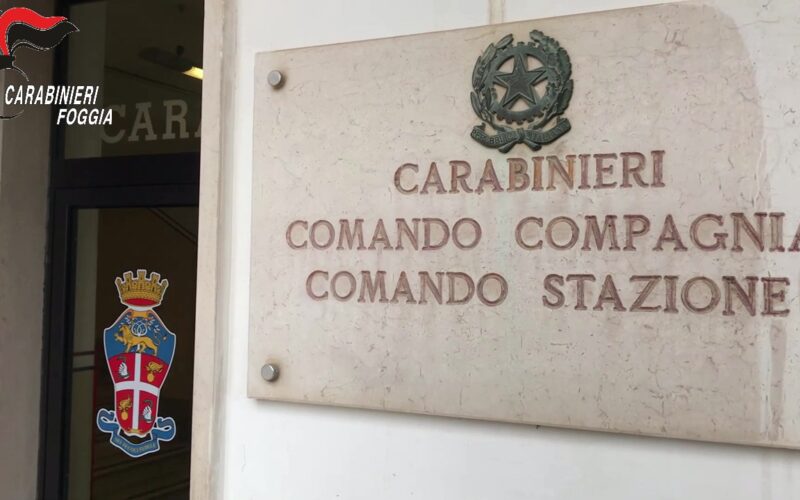 CARABINIERI
FOGGIA
CARA
CARABINIERI
COMANDO COMPAGNIA
COMANDO STAZIONE